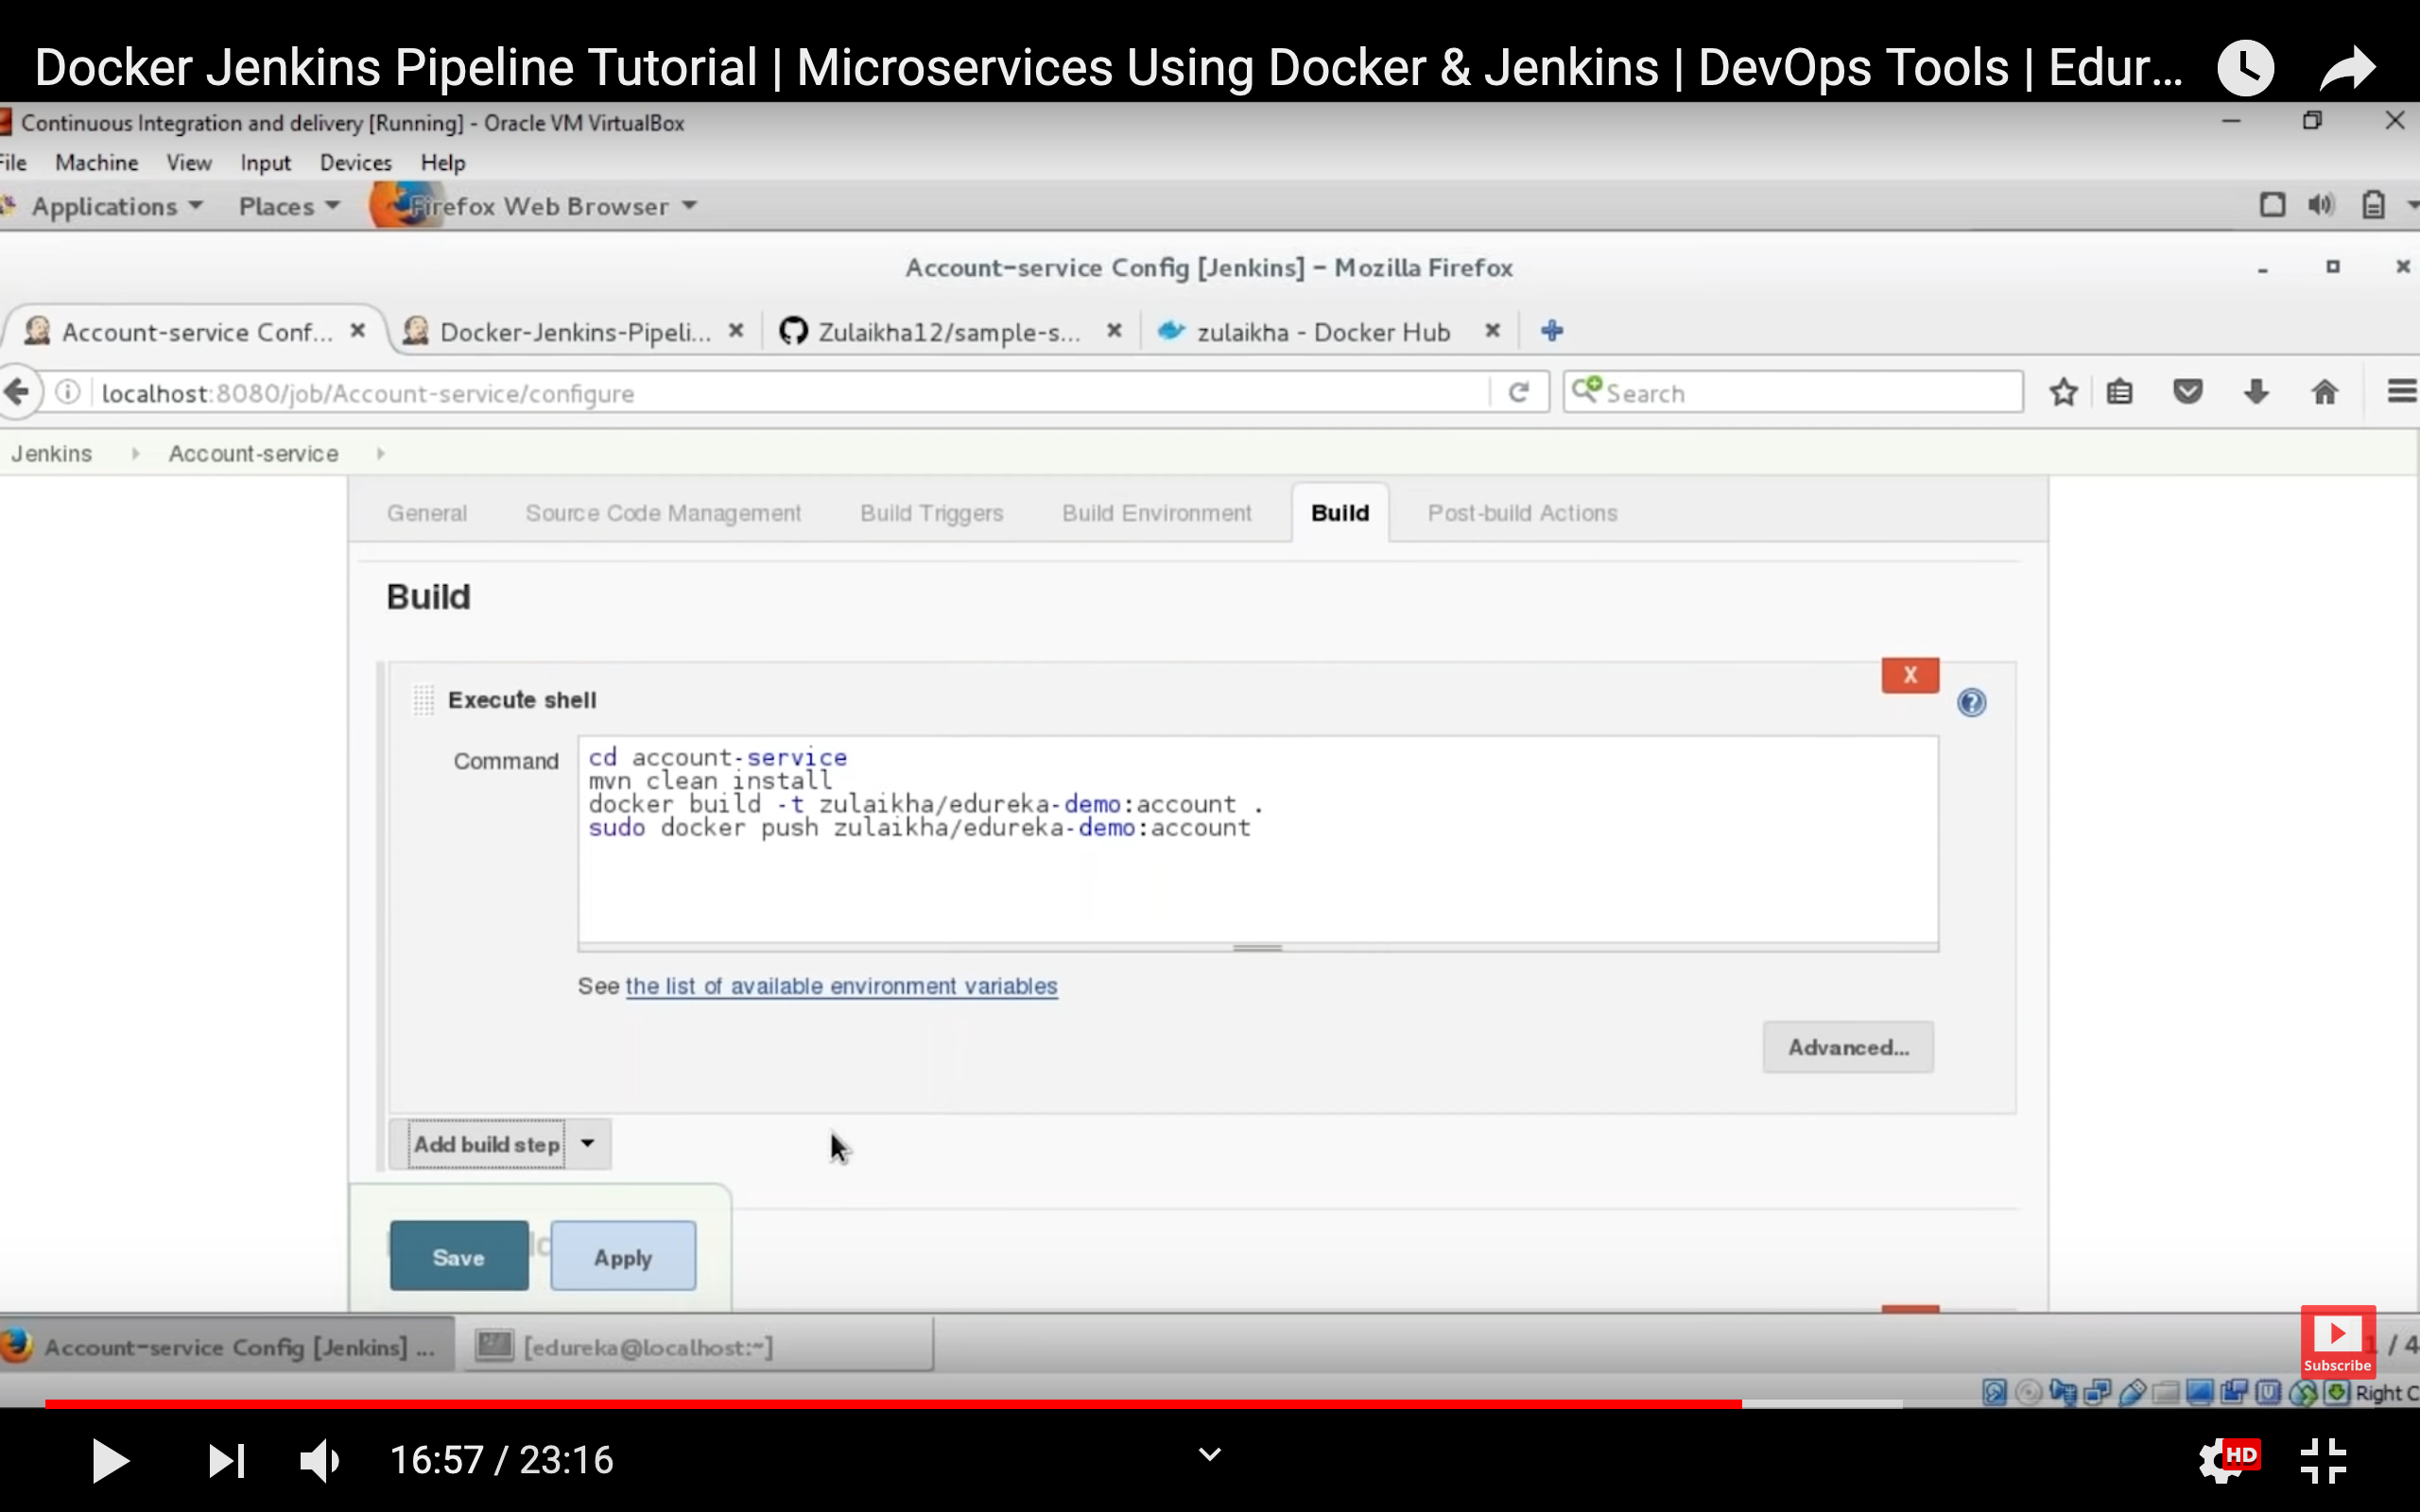 Docker Jenkins Pipeline Tutorial | Microservices Using Docker & Jenkins | DevOps Tools | Edur...
Continuous Integration and delivery [Running] - Oracle VM VirtualBox
File Machine View Input Devices Help
Applications Places Firefox Web Browser
Account-service Config [Jenkins] - Mozilla Firefox
Account-service Conf... Docker-Jenkins-Pipeli... Zulaikha12/sample-s... zulaikha - Docker Hub
localhost:8080/job/Account-service/configure Search
Jenkins Account-service
General Source Code Management Build Triggers Build Environment Build Post-build Actions
Build
X
Execute shell
Command
cd account-service
mvn clean install
docker build -t zulaikha/edureka-demo:account .
sudo docker push zulaikha/edureka-demo:account
See the list of available environment variables
Advanced...
Add build step
Save Apply
Account-service Config [Jenkins] ... [edureka@localhost:~]
/ 4
Subscribe
Right C
16:57 / 23:16
HD